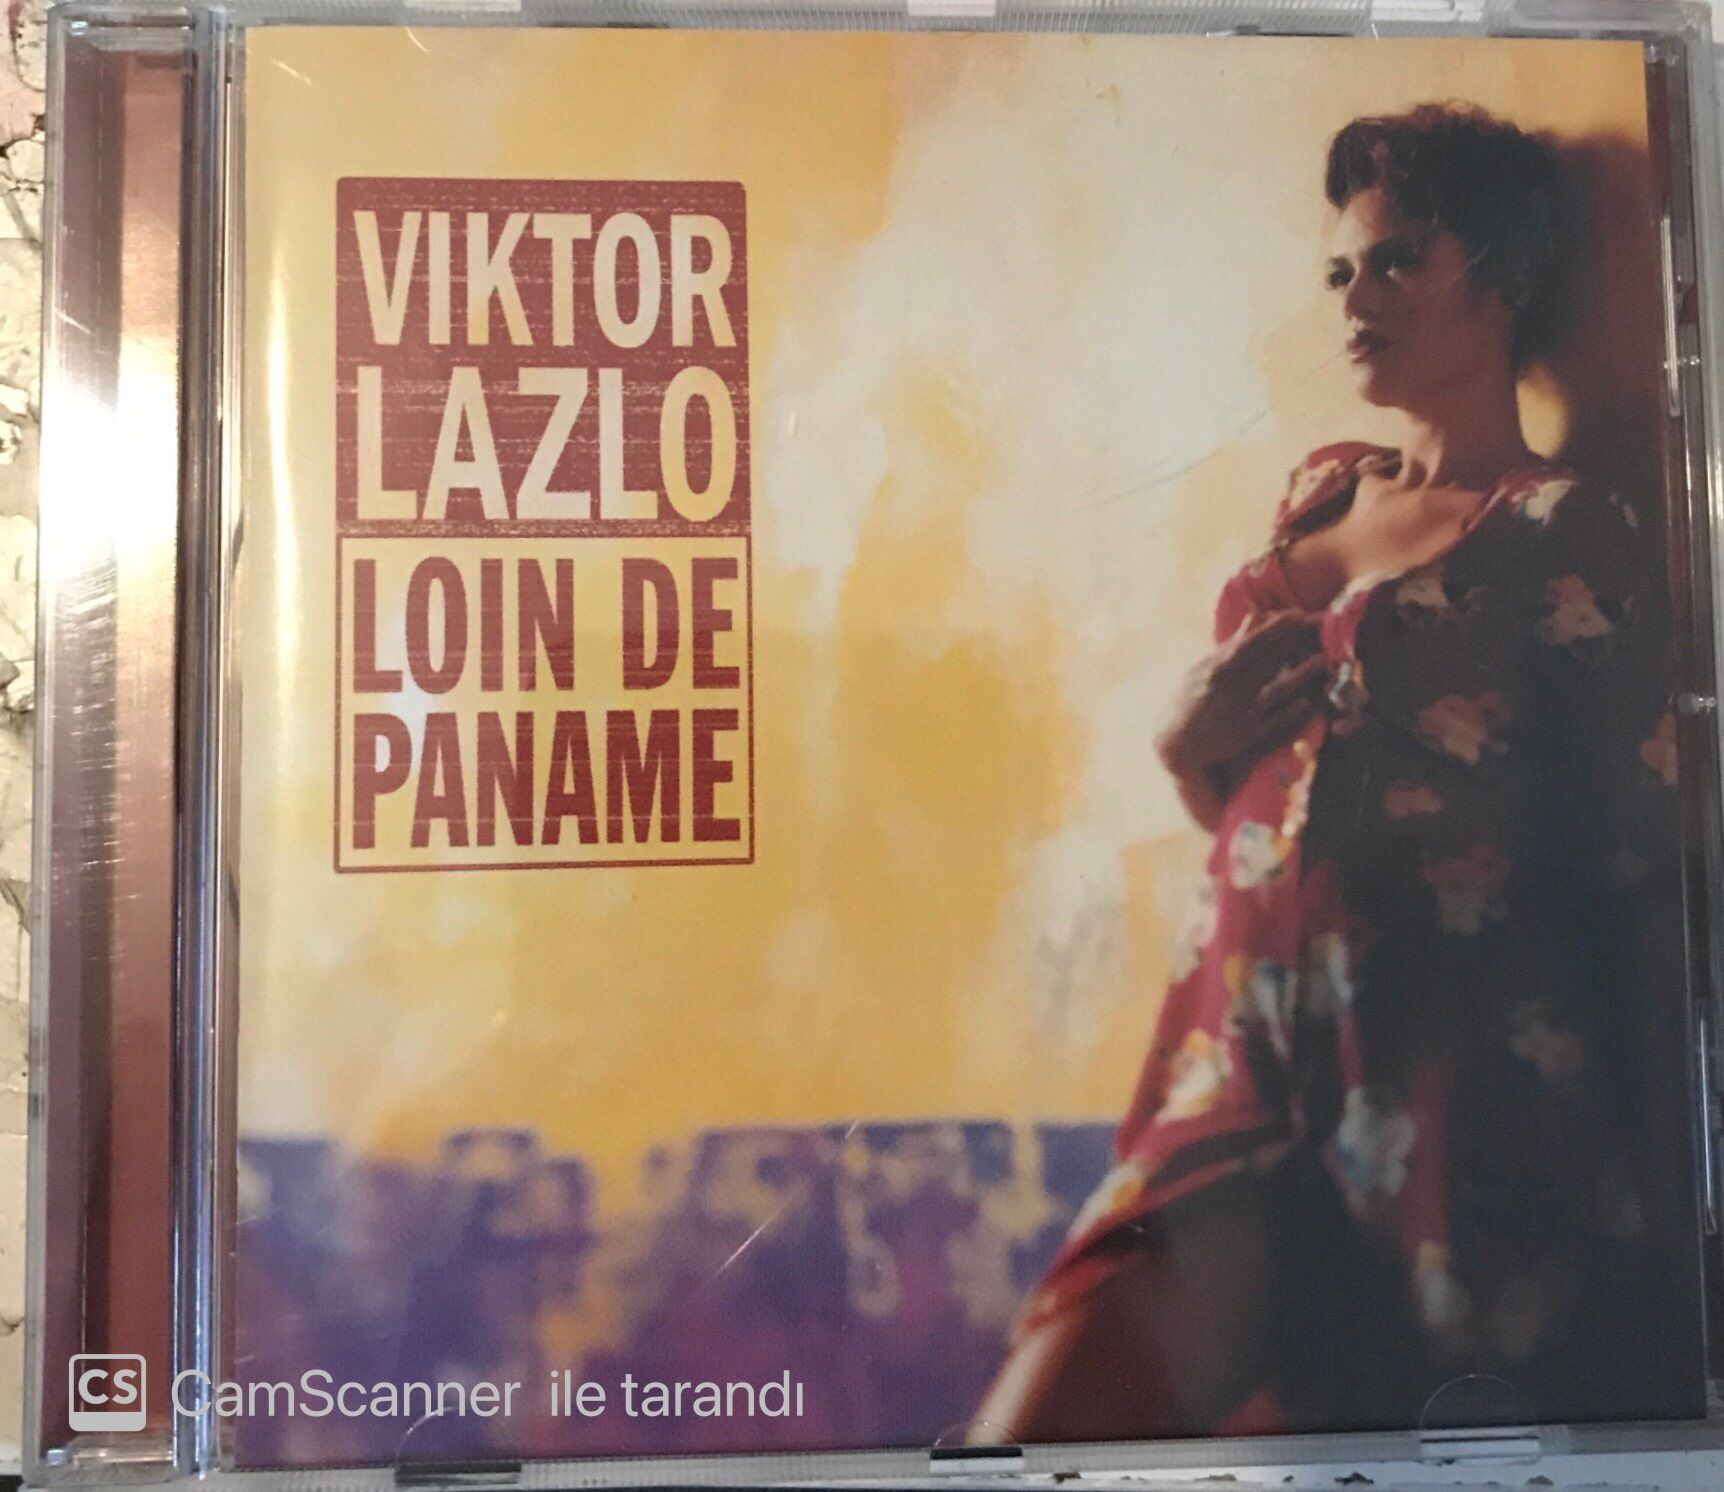 VIKTOR
LAZLO
LOIN DE
PANAME
CS CamScanner ile tarandı